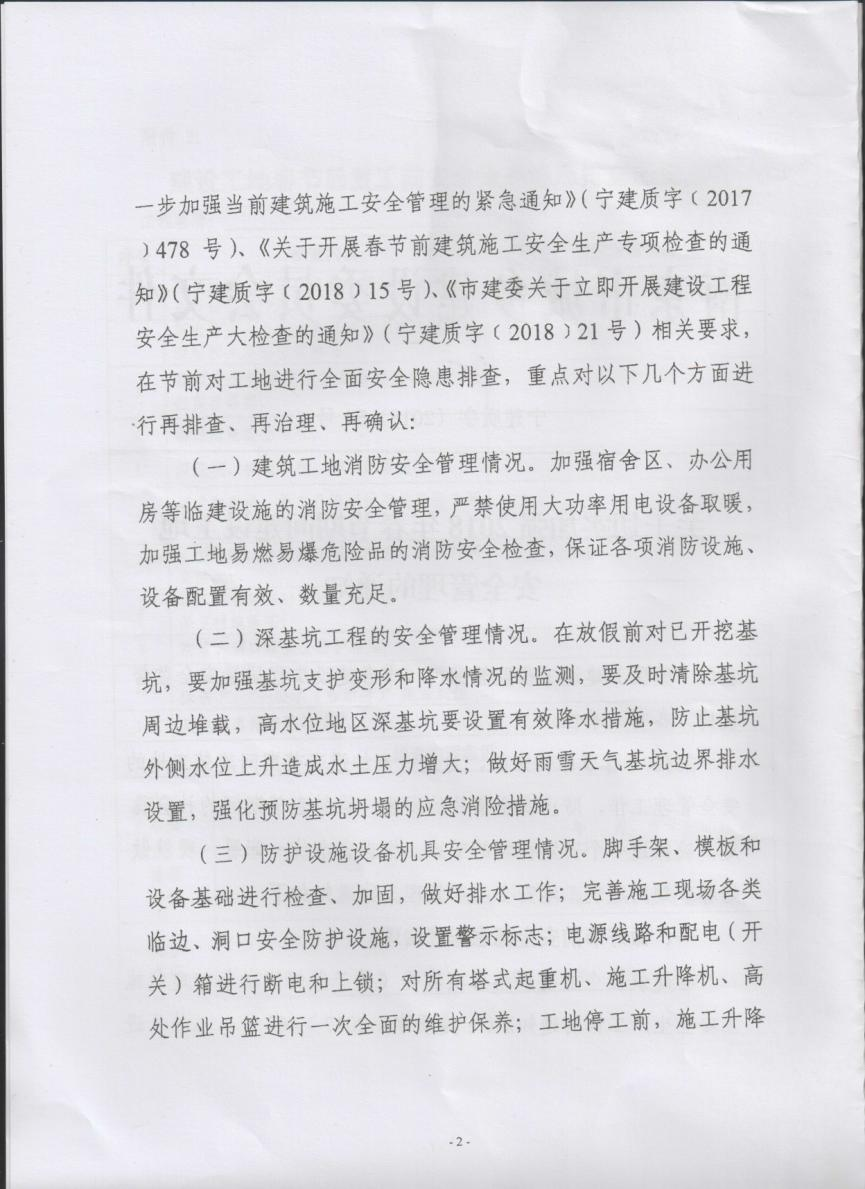 一步加强当前建筑施工安全管理的紧急通知》（宁建质字﹝2017
﹞478 号）、《关于开展春节前建筑施工安全生产专项检查的通
知》（宁建质字﹝2018﹞15 号）、《市建委关于立即开展建设工程
安全生产大检查的通知》（宁建质字﹝2018﹞21 号）相关要求，
在节前对工地进行全面安全隐患排查，重点对以下几个方面进
行再排查、再治理、再确认：
（一）建筑工地消防安全管理情况。加强宿舍区、办公用
房等临建设施的消防安全管理，严禁使用大功率用电设备取暖，
加强工地易燃易爆危险品的消防安全检查，保证各项消防设施、
设备配置有效、数量充足。
（二）深基坑工程的安全管理情况。在放假前对已开挖基
坑，要加强基坑支护变形和降水情况的监测，要及时清除基坑
周边堆载，高水位地区深基坑要设置有效降水措施，防止基坑
外侧水位上升造成水土压力增大；做好雨雪天气基坑边界排水
设置，强化预防基坑坍塌的应急消险措施。
（三）防护设施设备机具安全管理情况。脚手架、模板和
设备基础进行检查、加固，做好排水工作；完善施工现场各类
临边、洞口安全防护设施，设置警示标志；电源线路和配电（开
关）箱进行断电和上锁；对所有塔式起重机、施工升降机、高
处作业吊篮进行一次全面的维护保养；工地停工前，施工升降
- 2 -